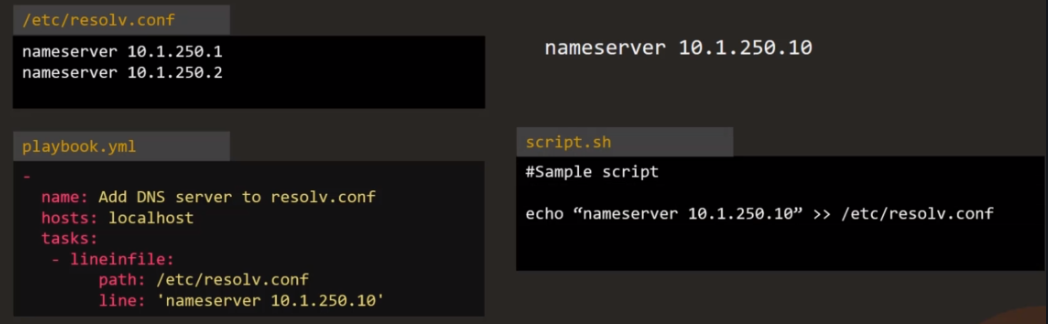 /etc/resolv.conf
nameserver 10.1.250.1
nameserver 10.1.250.2
nameserver 10.1.250.10
playbook.yml
-
name: Add DNS server to resolv.conf
hosts: localhost
tasks:
- lineinfile:
path: /etc/resolv.conf
line: 'nameserver 10.1.250.10'
script.sh
#Sample script
echo “nameserver 10.1.250.10” >> /etc/resolv.conf